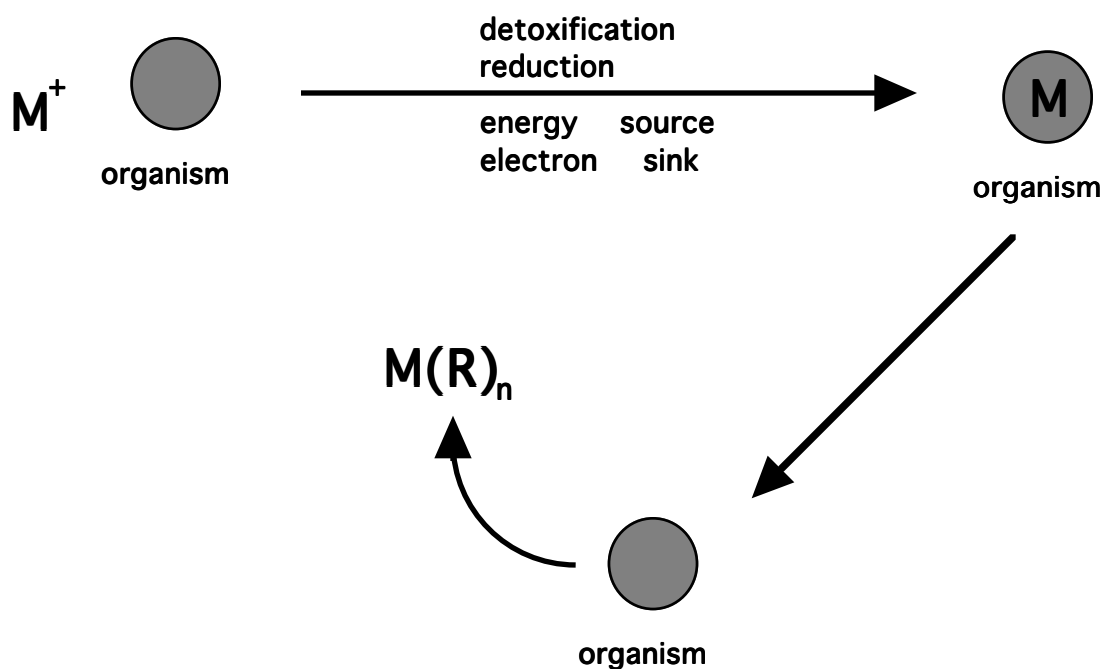 detoxification
reduction
M⁺
energy source
electron sink
M
organism
organism
M(R)ₙ
organism